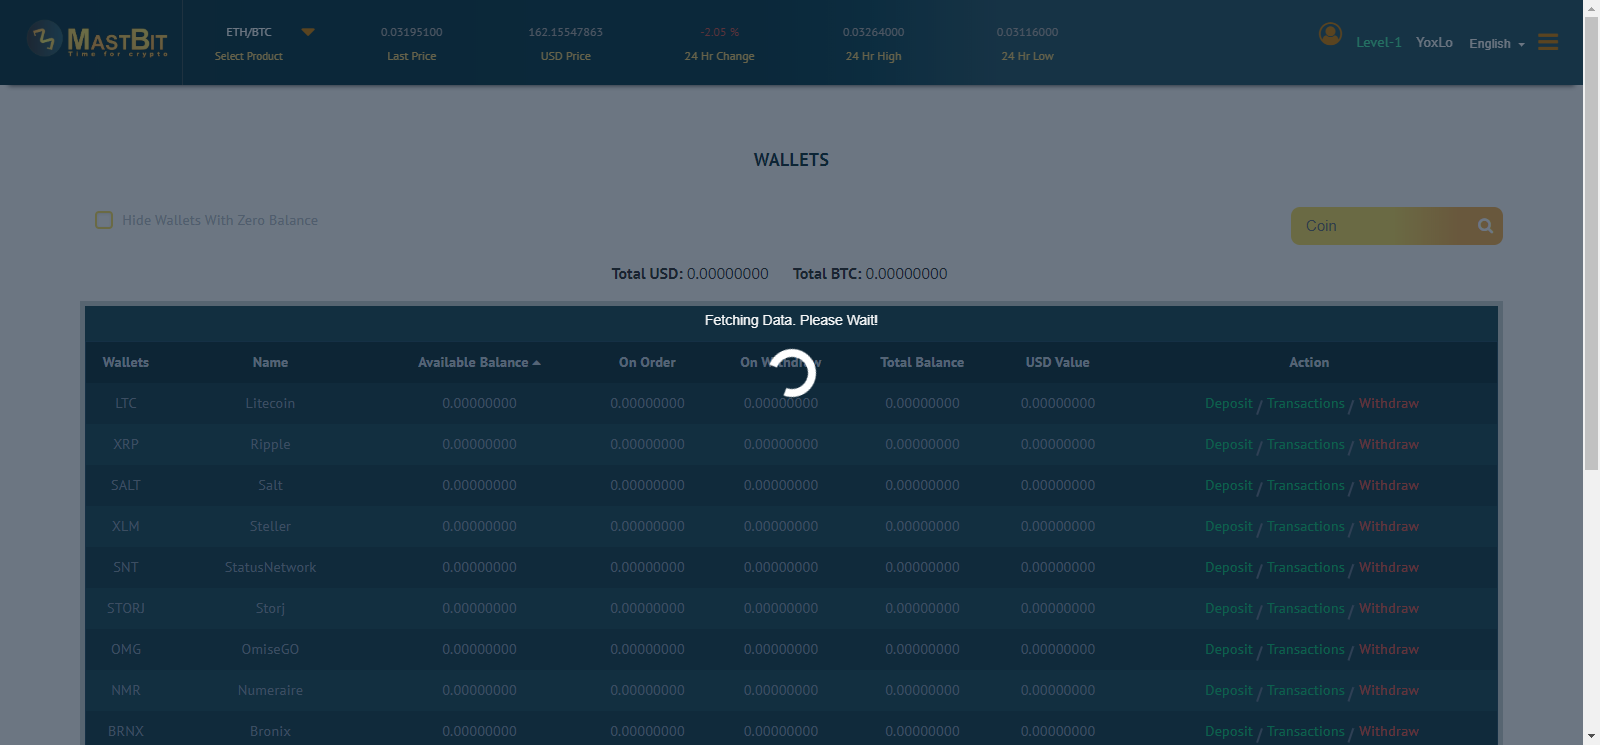 MASTBIT
Time for crypto
ETH/BTC
Select Product
0.03195100
Last Price
162.15547863
USD Price
-2.05 %
24 Hr Change
0.03264000
24 Hr High
0.03116000
24 Hr Low
Level-1 YoxLo English
WALLETS
Hide Wallets With Zero Balance
Coin
Total USD: 0.00000000 Total BTC: 0.00000000
Fetching Data. Please Wait!
Wallets Name Available Balance On Order On Withdraw Total Balance USD Value Action
LTC Litecoin 0.00000000 0.00000000 0.00000000 0.00000000 0.00000000 Deposit / Transactions / Withdraw
XRP Ripple 0.00000000 0.00000000 0.00000000 0.00000000 0.00000000 Deposit / Transactions / Withdraw
SALT Salt 0.00000000 0.00000000 0.00000000 0.00000000 0.00000000 Deposit / Transactions / Withdraw
XLM Steller 0.00000000 0.00000000 0.00000000 0.00000000 0.00000000 Deposit / Transactions / Withdraw
SNT StatusNetwork 0.00000000 0.00000000 0.00000000 0.00000000 0.00000000 Deposit / Transactions / Withdraw
STORJ Storj 0.00000000 0.00000000 0.00000000 0.00000000 0.00000000 Deposit / Transactions / Withdraw
OMG OmiseGO 0.00000000 0.00000000 0.00000000 0.00000000 0.00000000 Deposit / Transactions / Withdraw
NMR Numeraire 0.00000000 0.00000000 0.00000000 0.00000000 0.00000000 Deposit / Transactions / Withdraw
BRNX Bronix 0.00000000 0.00000000 0.00000000 0.00000000 0.00000000 Deposit / Transactions / Withdraw